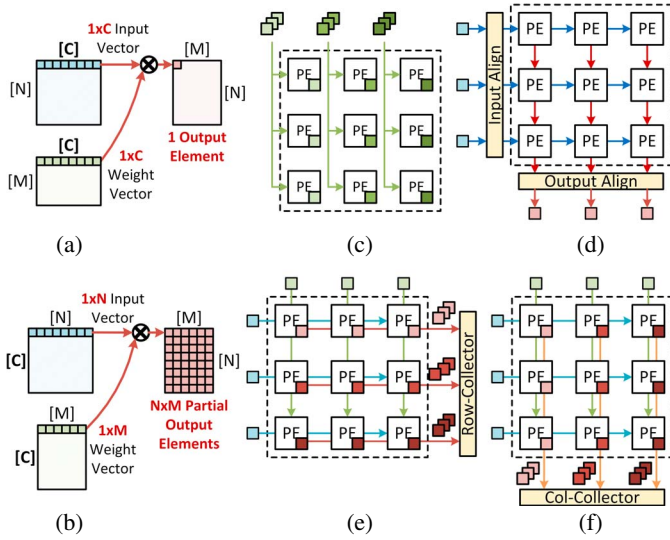 1xC Input
Vector
[C]
[M]
[N]
[N]
1 Output
Element
[C]
[M]
1xC
Weight
Vector
(a)
PE PE PE
PE PE PE
PE PE PE
(c)
Input Align
PE PE PE
PE PE PE
PE PE PE
Output Align
(d)
1xN Input
Vector
[N]
[M]
[C]
[N]
[M]
NxM Partial
Output
Elements
[C]
1xM
Weight
Vector
(b)
PE PE PE
PE PE PE
PE PE PE
Row-Collector
(e)
PE PE PE
PE PE PE
PE PE PE
Col-Collector
(f)